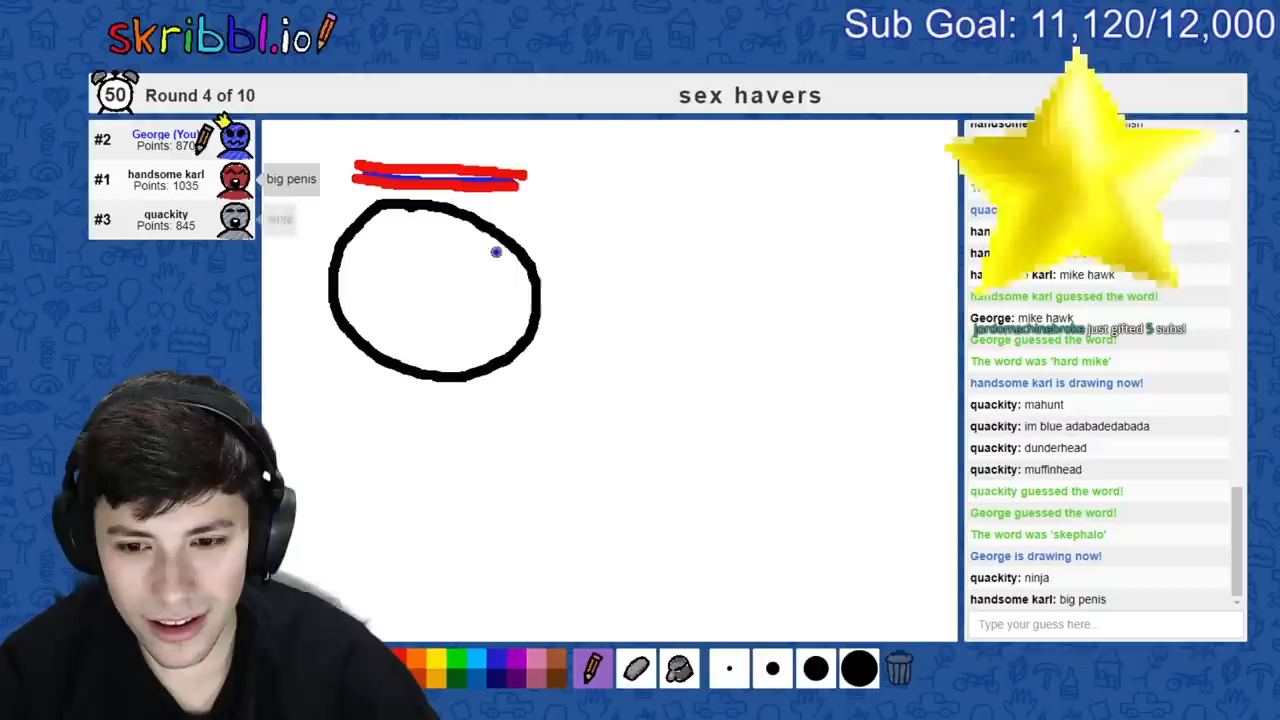 skribbl.io
Sub Goal: 11,120/12,000
50
Round 4 of 10
sex havers
#2
George (You)
Points: 870
#1
handsome karl
Points: 1035
big penis
#3
quackity
Points: 845
karl: mike hawk
handsome karl guessed the word!
George: mike hawk
jordomachinebroke just gifted 5 subs!
George guessed the word!
The word was 'hard mike'
handsome karl is drawing now!
quackity: mahunt
quackity: im blue adabadedabada
quackity: dunderhead
quackity: muffinhead
quackity guessed the word!
George guessed the word!
The word was 'skephalo'
George is drawing now!
quackity: ninja
handsome karl: big penis
Type your guess here...